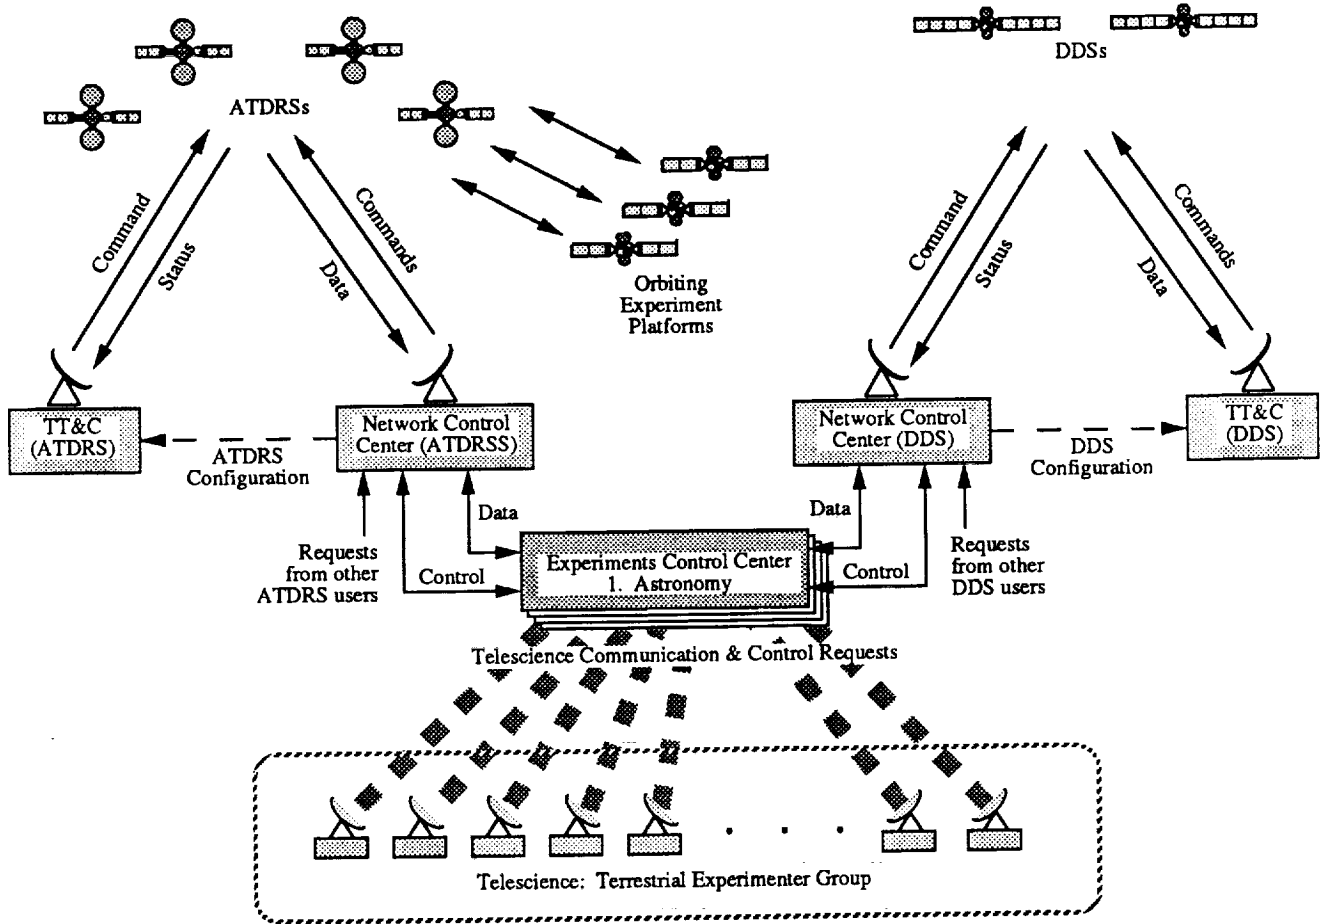 DDSs
ATDRSs
Command
Status
Data
Commands
Orbiting
Experiment
Platforms
Command
Status
Data
Commands
TT&C
(ATDRS)
ATDRS
Configuration
Network Control
Center (ATDRSS)
Network Control
Center (DDS)
DDS
Configuration
TT&C
(DDS)
Data
Requests
from other
ATDRS users
Control
Experiments Control Center
1. Astronomy
Data
Control
Requests
from other
DDS users
Telescience Communication & Control Requests
. . .
Telescience: Terrestrial Experimenter Group